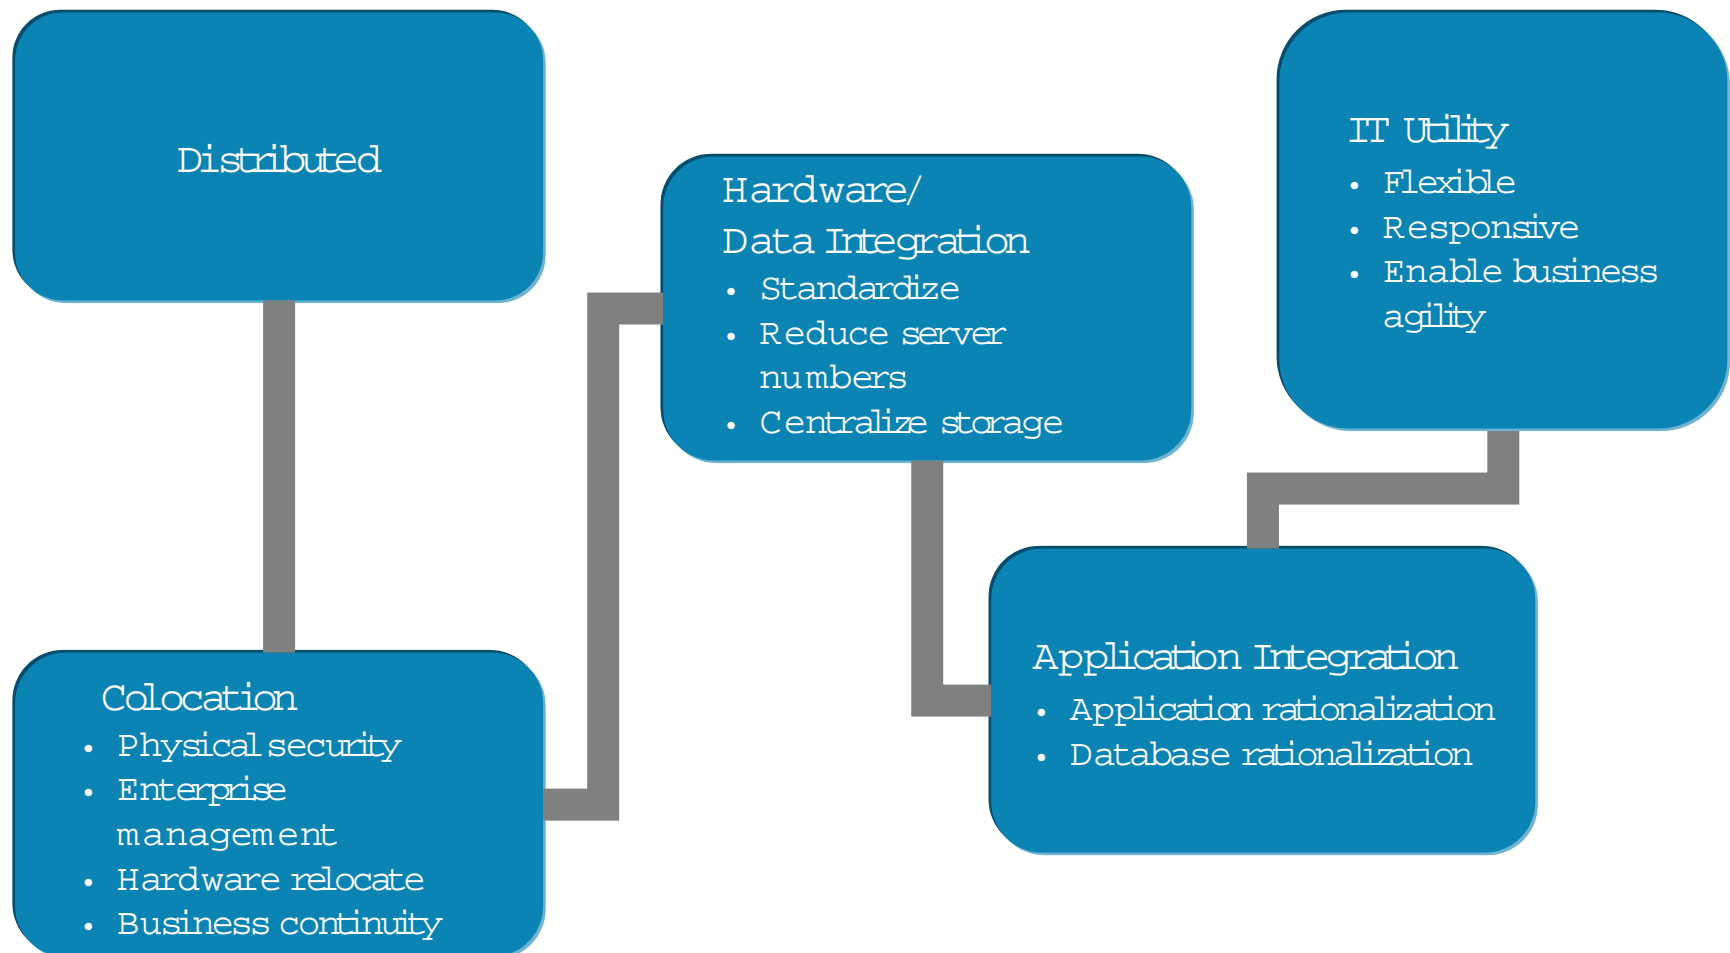 Distributed
Colocation
• Physical security
• Enterprise
management
• Hardware relocate
• Business continuity
Hardware/
Data Integration
• Standardize
• Reduce server
numbers
• Centralize storage
Application Integration
• Application rationalization
• Database rationalization
IT Utility
• Flexible
• Responsive
• Enable business
agility